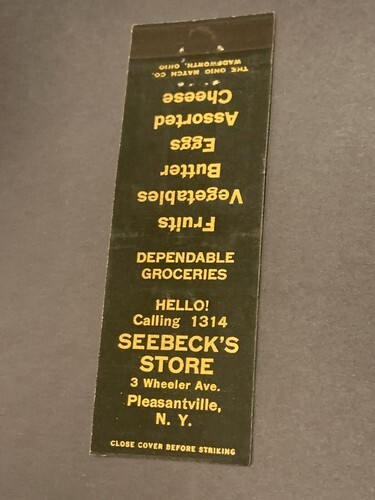 DEPENDABLE
GROCERIES
HELLO!
Calling 1314
SEEBECK'S
STORE
3 Wheeler Ave.
Pleasantville,
N. Y.
CLOSE COVER BEFORE STRIKING
Fruits
Vegetables
Butter
Eggs
Assorted
Cheese
THE OHIO MATCH CO.
WADSWORTH, OHIO